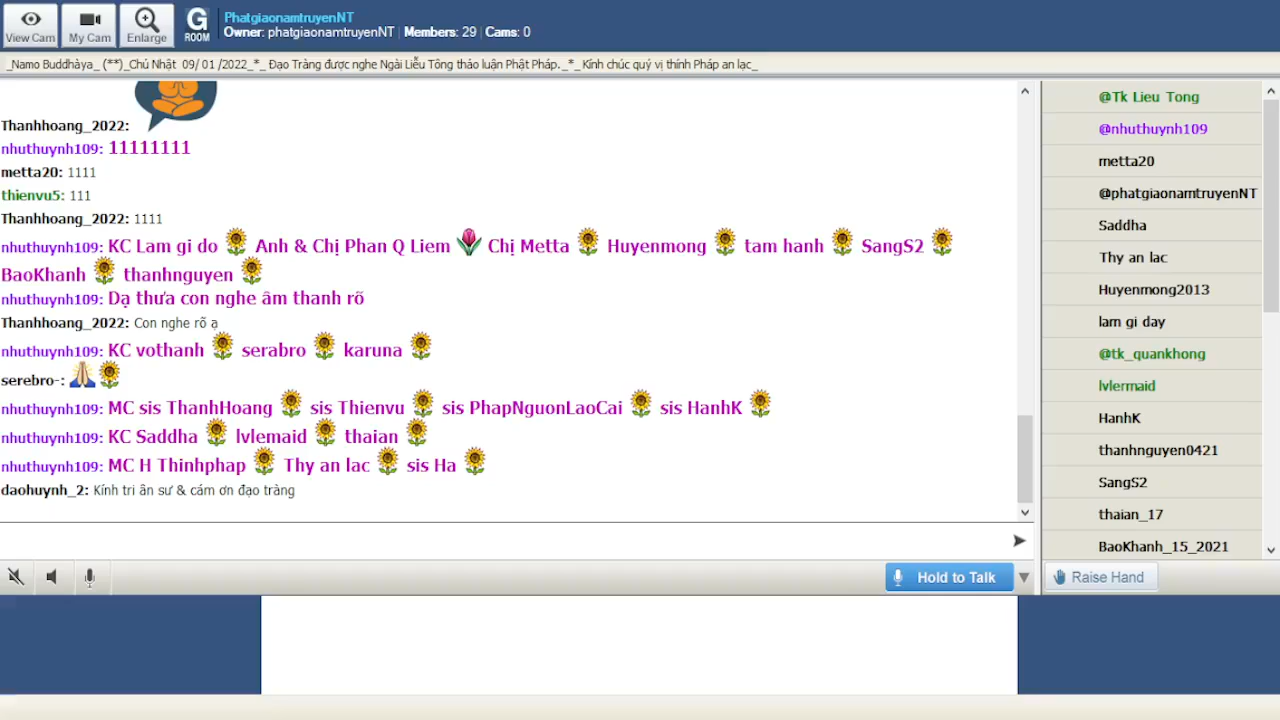 View Cam
My Cam
Enlarge
G
ROOM
PhatgiaonamtruyenNT
Owner: phatgiaonamtruyenNT | Members: 29 | Cams: 0
_Namo Buddhàya_ (**)_Chủ Nhật 09/ 01 /2022_*_ Đạo Tràng được nghe Ngài Liễu Tông thảo luận Phật Pháp._*_Kính chúc quý vị thính Pháp an lạc_
Thanhhoang_2022:
nhuthuynh109: 11111111
metta20: 1111
thienvu5: 111
Thanhhoang_2022: 1111
nhuthuynh109: KC Lam gi do Anh & Chị Phan Q Liem Chị Metta Huyenmong tam hanh SangS2
BaoKhanh thanhnguyen
nhuthuynh109: Dạ thưa con nghe âm thanh rõ
Thanhhoang_2022: Con nghe rõ ạ
nhuthuynh109: KC vothanh serabro karuna
serebro-:
nhuthuynh109: MC sis ThanhHoang sis Thienvu sis PhapNguonLaoCai sis HanhK
nhuthuynh109: KC Saddha lvlemaid thaian
nhuthuynh109: MC H Thinhphap Thy an lac sis Ha
daohuynh_2: Kính tri ân sư & cám ơn đạo tràng
@Tk Lieu Tong
@nhuthuynh109
metta20
@phatgiaonamtruyenNT
Saddha
Thy an lac
Huyenmong2013
lam gi day
@tk_quankhong
lvlermaid
HanhK
thanhnguyen0421
SangS2
thaian_17
BaoKhanh_15_2021
Hold to Talk
Raise Hand